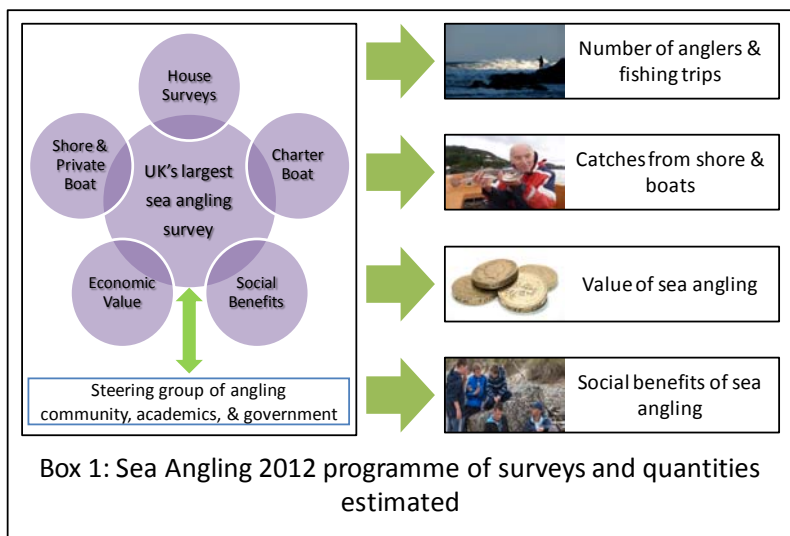 House
Surveys
Shore &
Private
Boat
UK's largest
sea angling
survey
Charter
Boat
Economic
Value
Social
Benefits
Steering group of angling
community, academics, & government
Number of anglers &
fishing trips
Catches from shore &
boats
Value of sea angling
Social benefits of sea
angling
Box 1: Sea Angling 2012 programme of surveys and quantities
estimated